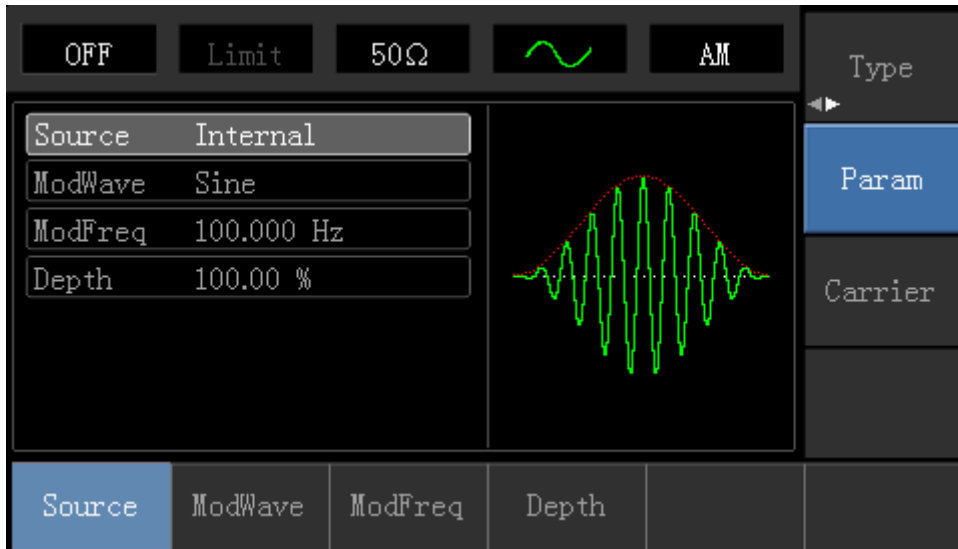 OFF Limit 50Ω AM
Type
Source Internal
ModWave Sine
ModFreq 100.000 Hz
Depth 100.00 %
Param
Carrier
Source ModWave ModFreq Depth